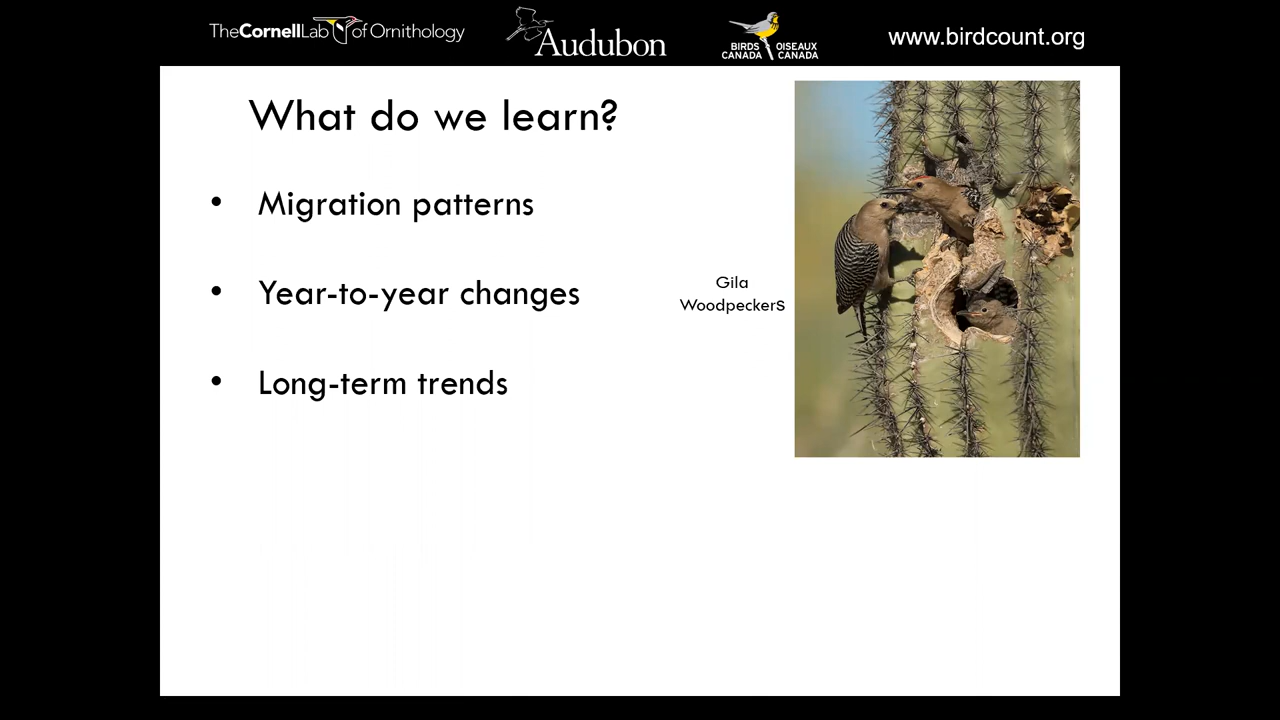 TheCornellLab of Ornithology
Audubon
BIRDS CANADA
OISEAUX CANADA
www.birdcount.org
What do we learn?
• Migration patterns
• Year-to-year changes
• Long-term trends
Gila
Woodpeckers